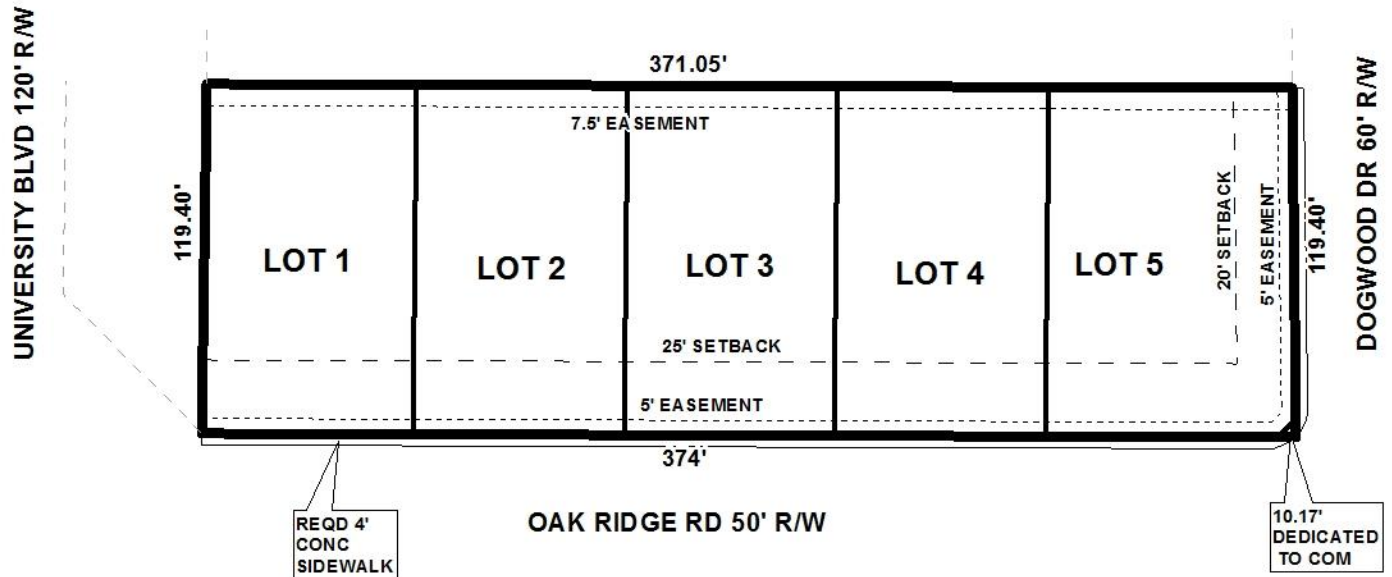 UNIVERSITY BLVD 120' R/W
371.05'
DOGWOOD DR 60' R/W
7.5' EASEMENT
119.40'
LOT 1
LOT 2
LOT 3
LOT 4
LOT 5
20' SETBACK
5' EASEMENT
119.40'
25' SETBACK
5' EASEMENT
374'
REQD 4'
CONC
SIDEWALK
OAK RIDGE RD 50' R/W
10.17'
DEDICATED
TO COM